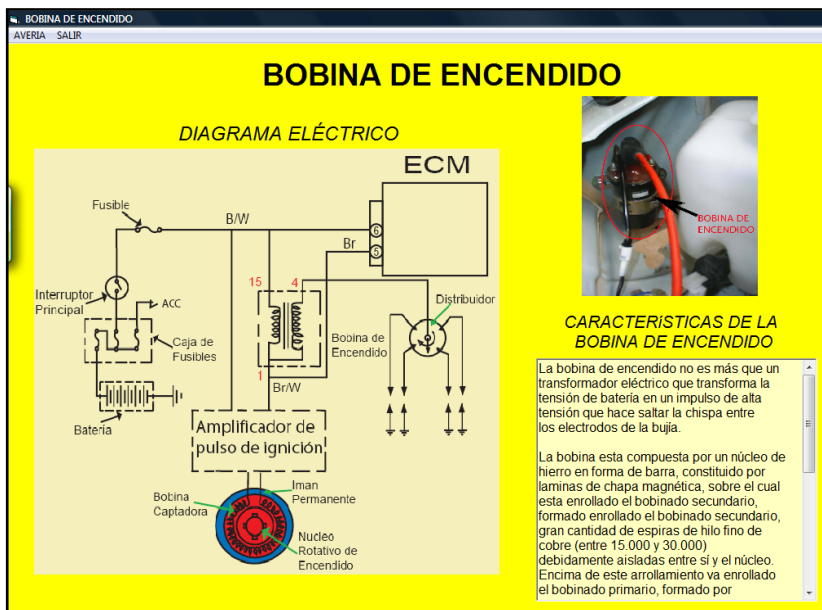 BOBINA DE ENCENDIDO
AVERIA SALIR
BOBINA DE ENCENDIDO
DIAGRAMA ELÉCTRICO
ECM
Fusible
B/W
6
Br
5
15
4
Interruptor
Principal
ACC
Distribuidor
Caja de
Fusibles
Bobina de
Encendido
1
Br/W
Bateria
Amplificador de
pulso de ignición
Iman
Permanente
Bobina
Captadora
Nucleo
Rotativo de
Encendido
BOBINA DE
ENCENDIDO
CARACTERíSTICAS DE LA
BOBINA DE ENCENDIDO
La bobina de encendido no es más que un
transformador eléctrico que transforma la
tensión de batería en un impulso de alta
tensión que hace saltar la chispa entre
los electrodos de la bujía.
La bobina esta compuesta por un núcleo de
hierro en forma de barra, constituido por
laminas de chapa magnética, sobre el cual
esta enrollado el bobinado secundario,
formado enrollado el bobinado secundario,
gran cantidad de espiras de hilo fino de
cobre (entre 15.000 y 30.000)
debidamente aisladas entre sí y el núcleo.
Encima de este arrollamiento va enrollado
el bobinado primario, formado por